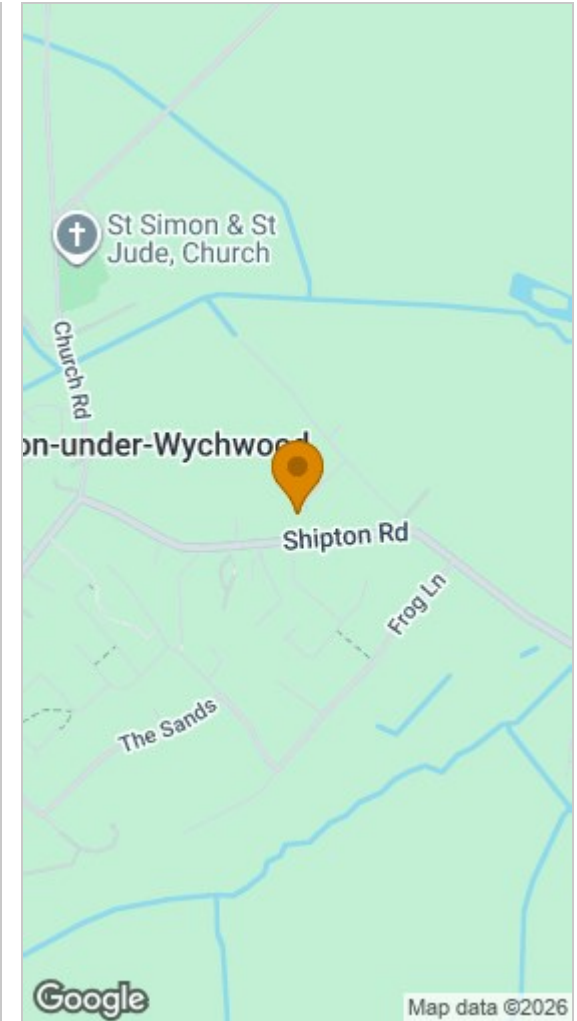 St Simon & St
Jude, Church
Church Rd
on-under-Wychwood
Shipton Rd
Frog Ln
The Sands
Google
Map data ©2026